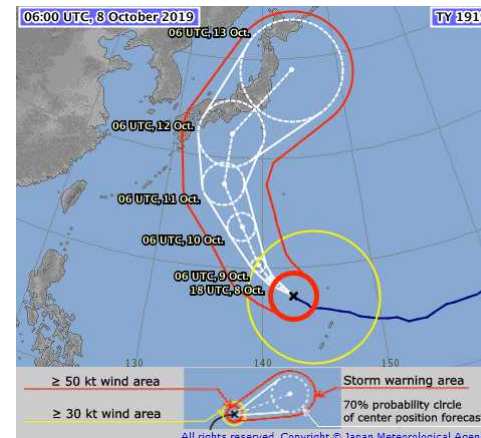 06:00 UTC, 8 October 2019
TY 191
06 UTC, 13 Oct.
06 UTC, 12 Oct.
06 UTC, 11 Oct.
06 UTC, 10 Oct.
06 UTC, 9 Oct.
18 UTC, 8 Oct.
130
140
150
≥ 50 kt wind area
≥ 30 kt wind area
Storm warning area
70% probability circle
of center position forecas
All rights reserved. Copyright © Japan Meteorological Agen